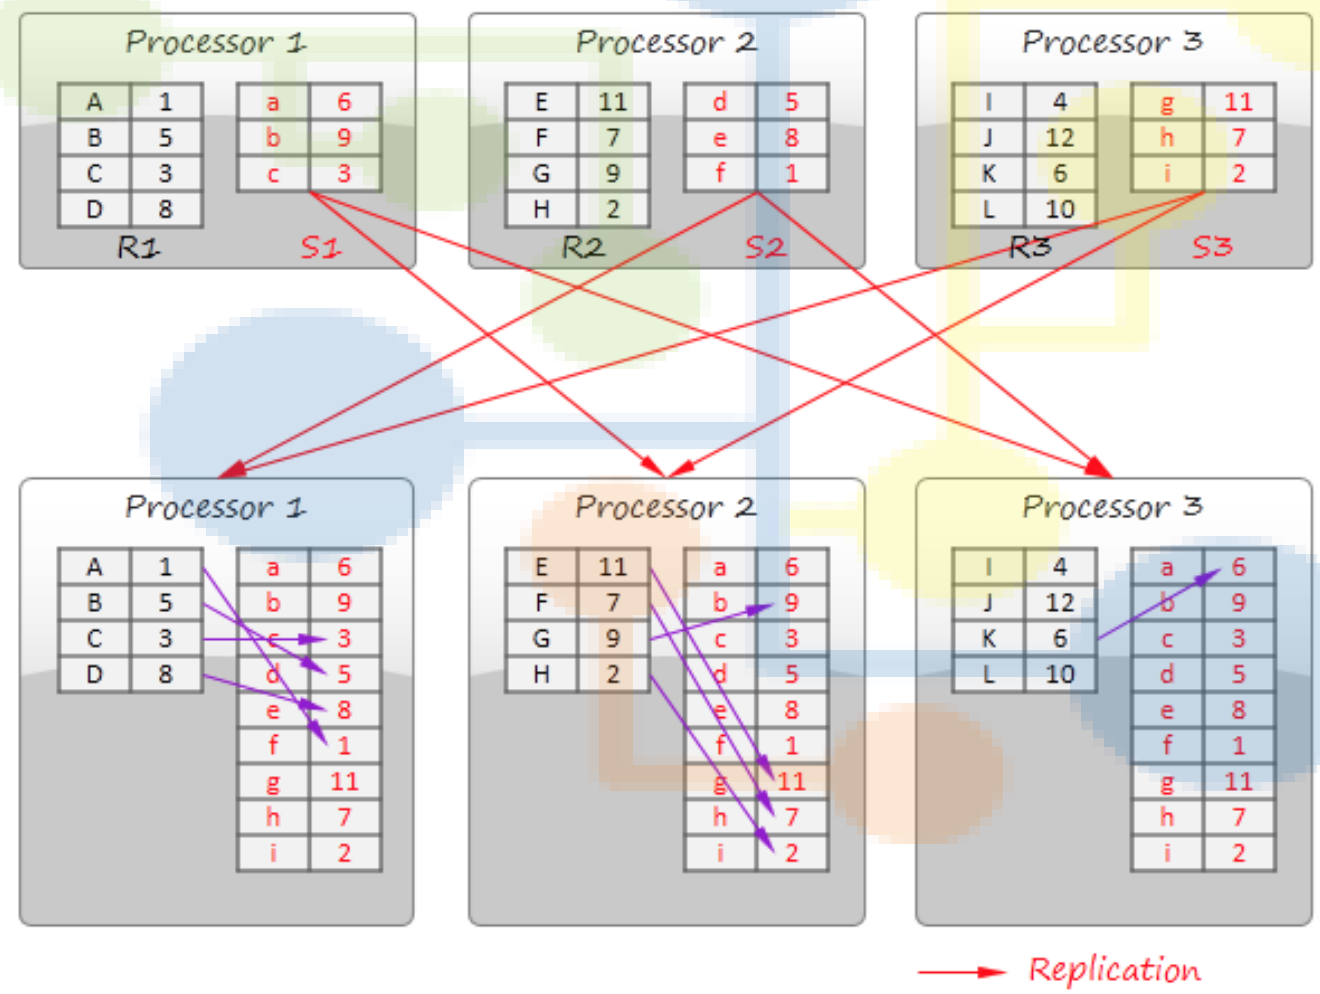 Processor 1
A 1 a 6
B 5 b 9
C 3 c 3
D 8
R1 S1
Processor 2
E 11 d 5
F 7 e 8
G 9 f 1
H 2
R2 S2
Processor 3
I 4 g 11
J 12 h 7
K 6 i 2
L 10
R3 S3
Processor 1
A 1 a 6
B 5 b 9
C 3 c 3
D 8 d 5
e 8
f 1
g 11
h 7
i 2
Processor 2
E 11 a 6
F 7 b 9
G 9 c 3
H 2 d 5
e 8
f 1
g 11
h 7
i 2
Processor 3
I 4 a 6
J 12 b 9
K 6 c 3
L 10 d 5
e 8
f 1
g 11
h 7
i 2
Replication